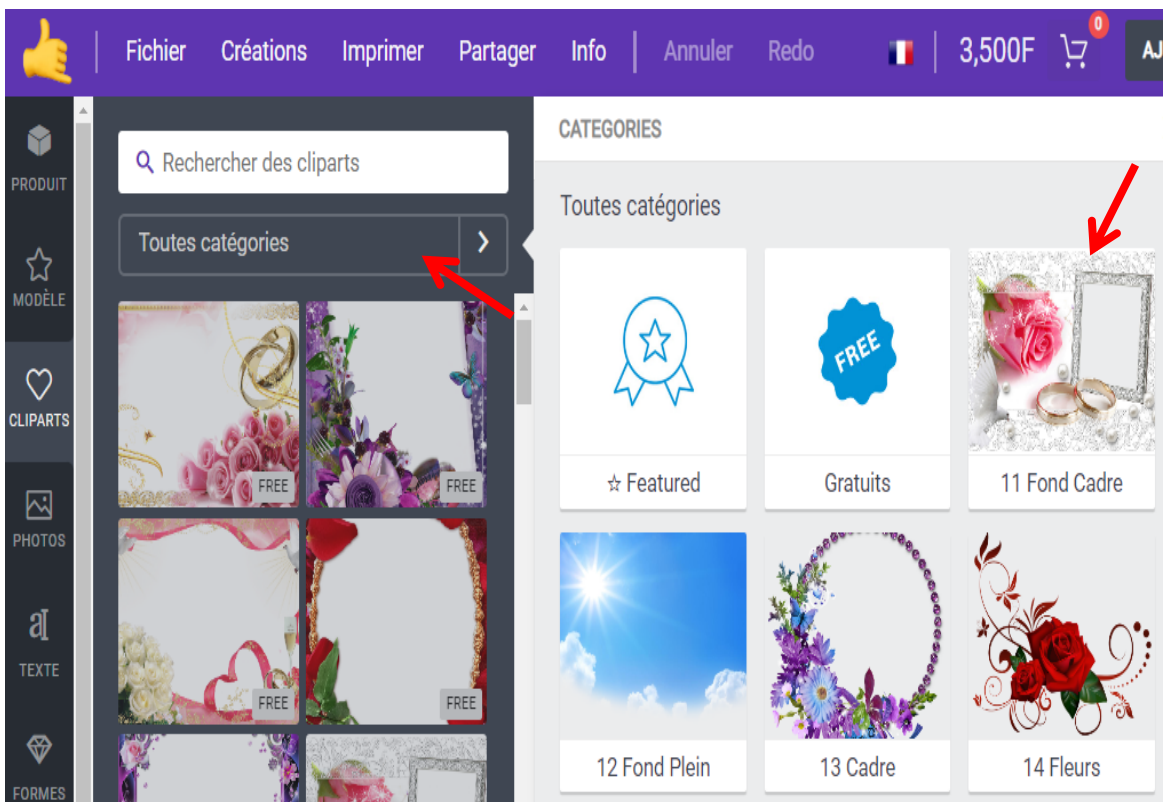 Fichier Créations Imprimer Partager Info Annuler Redo 3,500F 0 AJ
PRODUIT
MODÈLE
CLIPARTS
PHOTOS
aI
TEXTE
FORMES
Rechercher des cliparts
Toutes catégories
FREE FREE
FREE FREE
CATEGORIES
Toutes catégories
FREE
☆ Featured Gratuits 11 Fond Cadre
12 Fond Plein 13 Cadre 14 Fleurs